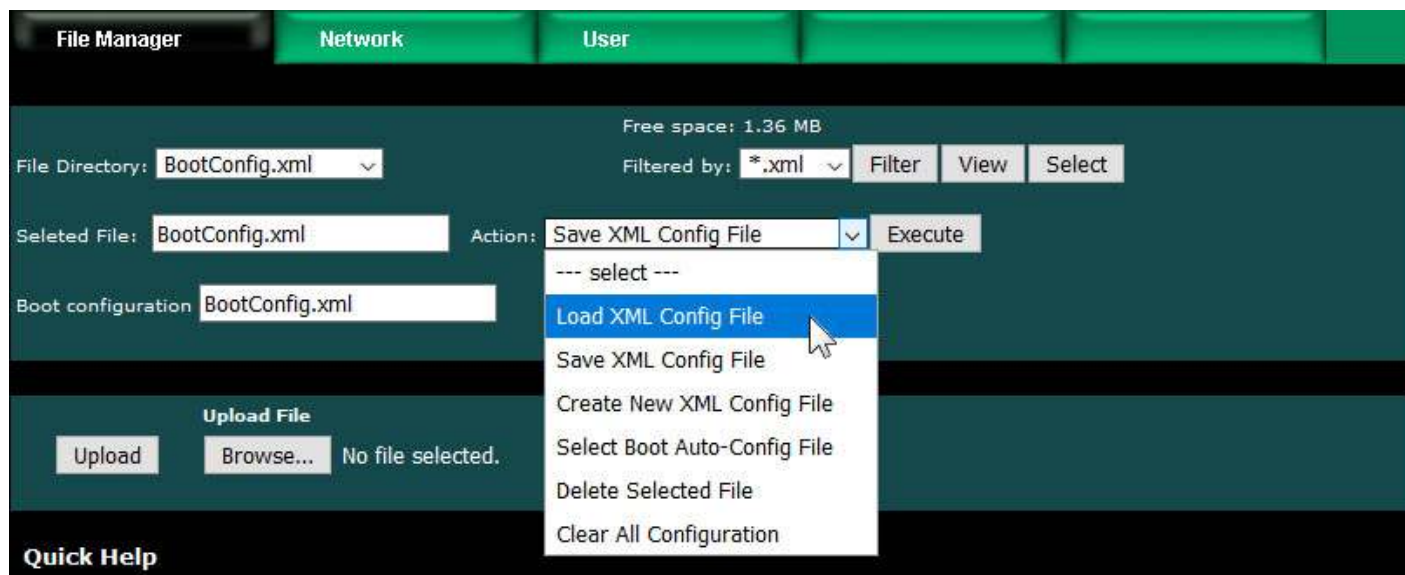 File Manager Network User
Free space: 1.36 MB
File Directory: BootConfig.xml Filtered by: *.xml Filter View Select
Seleted File: BootConfig.xml Action: Save XML Config File Execute
--- select ---
Boot configuration BootConfig.xml
Load XML Config File
Save XML Config File
Create New XML Config File
Select Boot Auto-Config File
Delete Selected File
Clear All Configuration
Upload File
Upload Browse... No file selected.
Quick Help